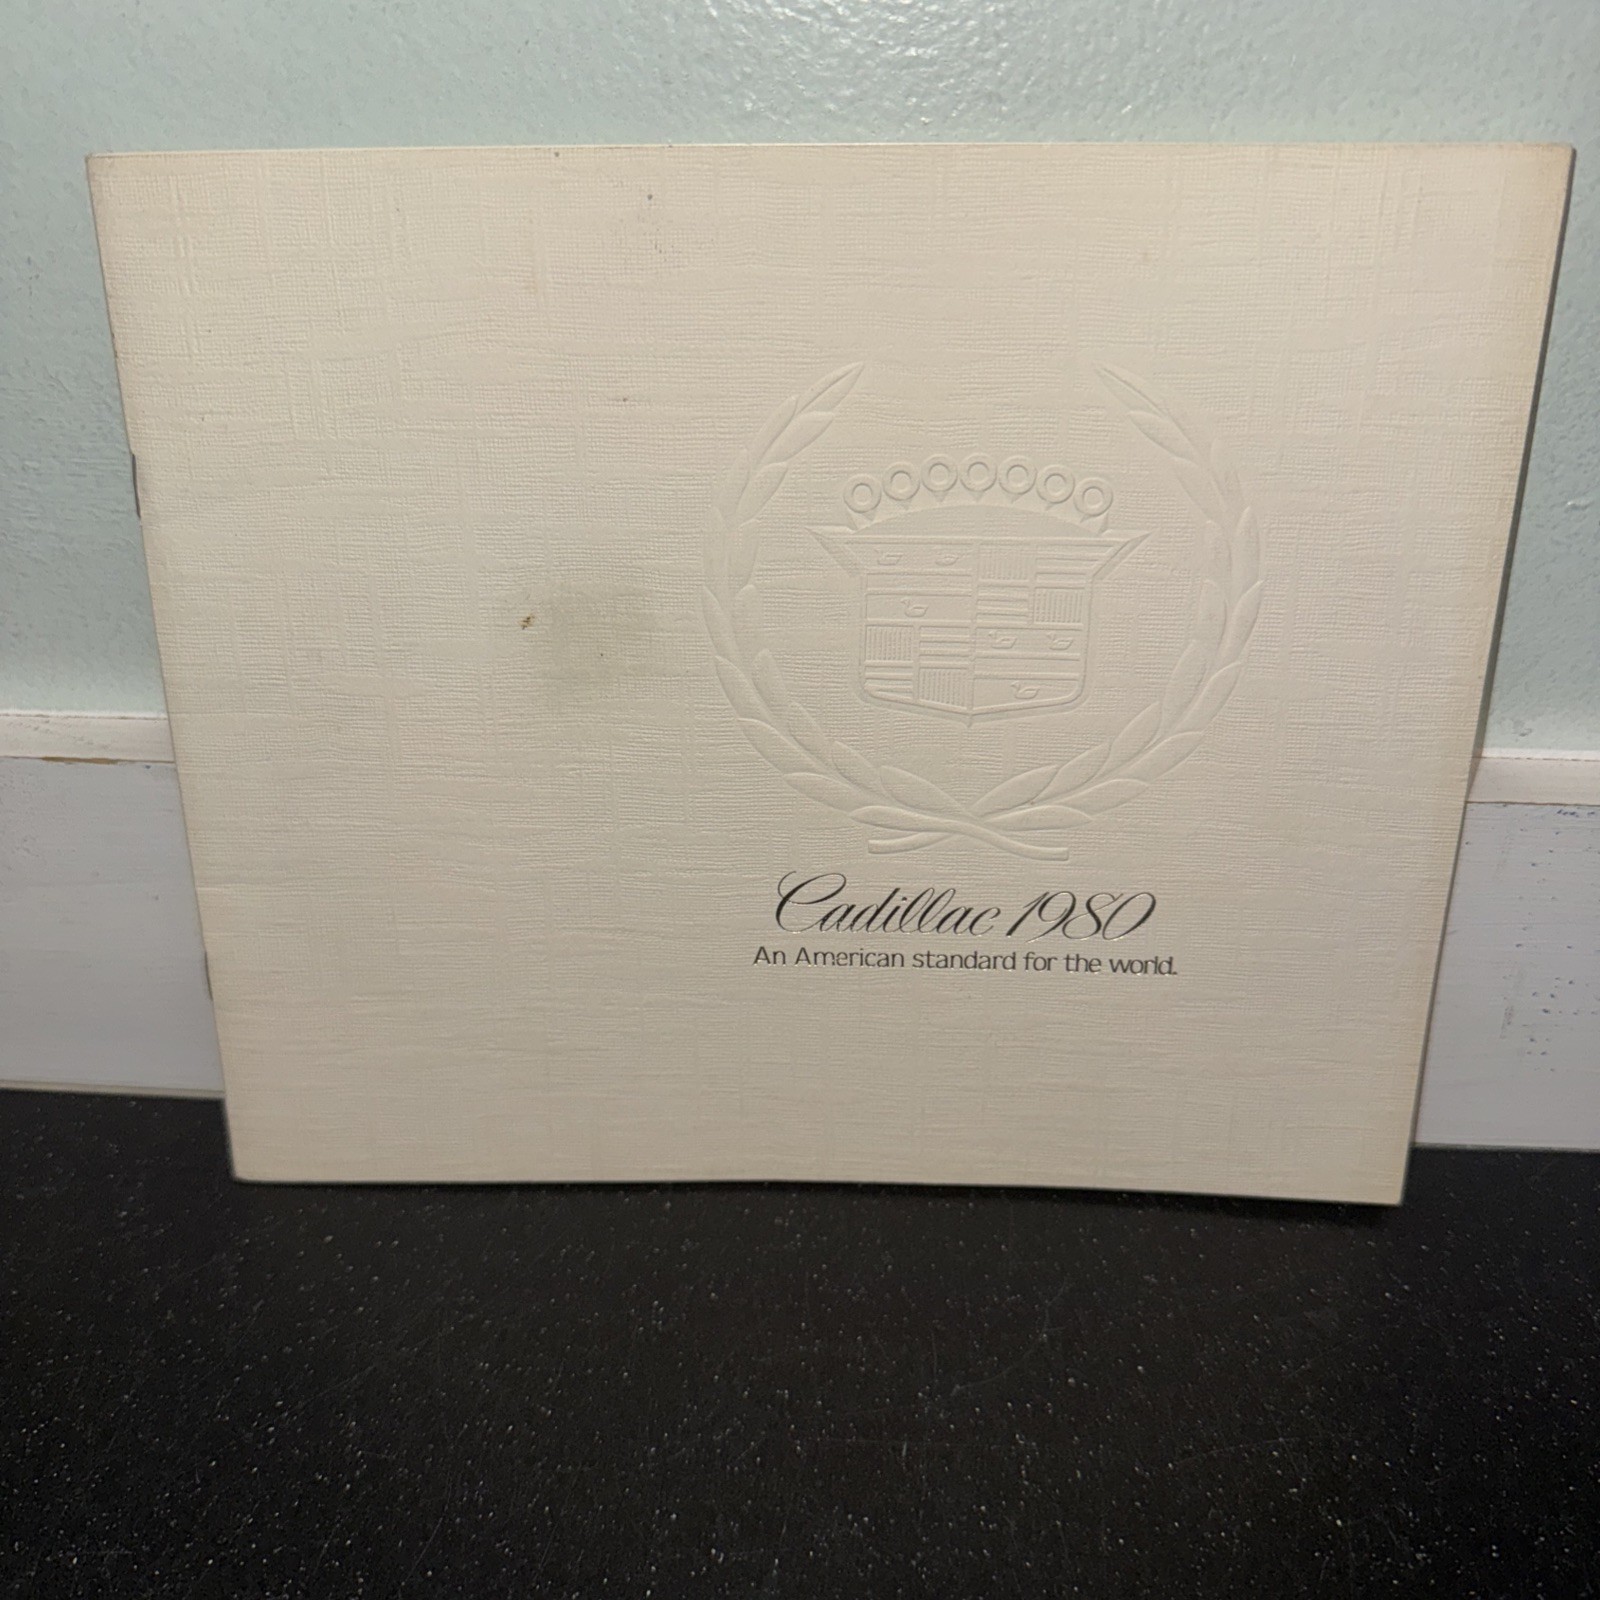 Cadillac 1980
An American standard for the world.